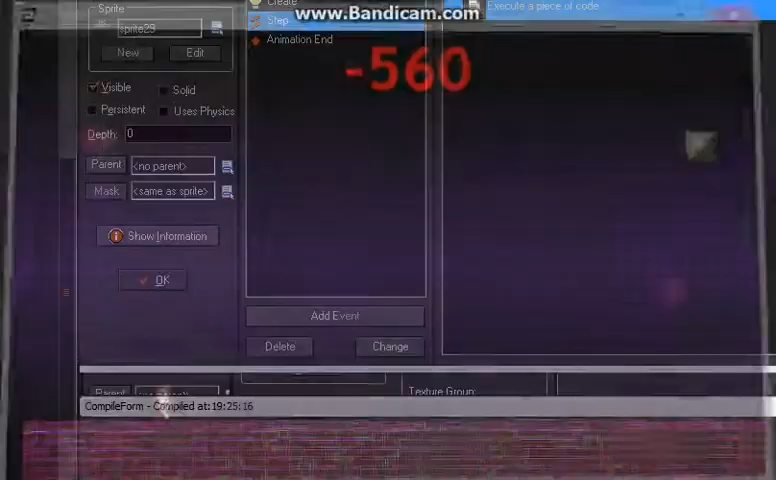 www.Bandicam.com
Create
Execute a piece of code
Sprite
sprite29
Step
Animation End
New
Edit
-560
Visible
Solid
Persistent
Uses Physics
Depth:
0
Parent
<no parent>
Mask
<same as sprite>
Show Information
OK
Add Event
Delete
Change
Parent
Texture Group:
CompileForm - Compiled at:19:25:16